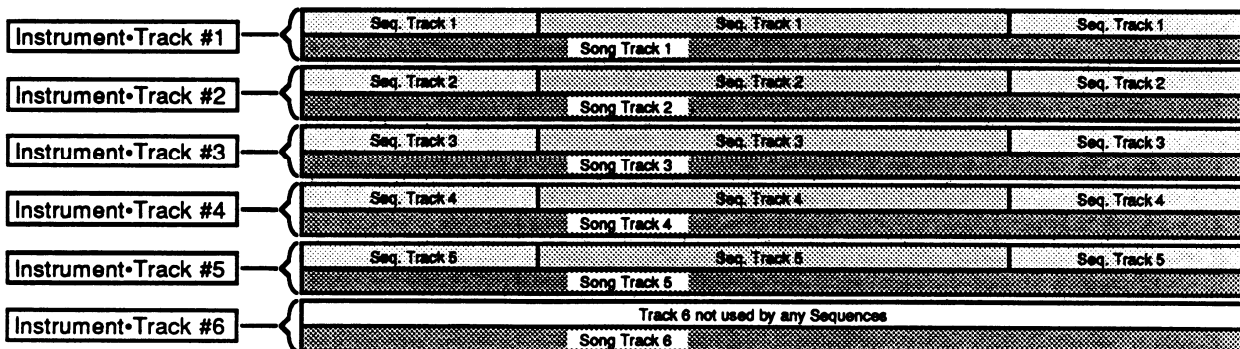 Instrument•Track #1
Seq. Track 1 Seq. Track 1 Seq. Track 1
Song Track 1
Instrument•Track #2
Seq. Track 2 Seq. Track 2 Seq. Track 2
Song Track 2
Instrument•Track #3
Seq. Track 3 Seq. Track 3 Seq. Track 3
Song Track 3
Instrument•Track #4
Seq. Track 4 Seq. Track 4 Seq. Track 4
Song Track 4
Instrument•Track #5
Seq. Track 5 Seq. Track 5 Seq. Track 5
Song Track 5
Instrument•Track #6
Track 6 not used by any Sequences
Song Track 6